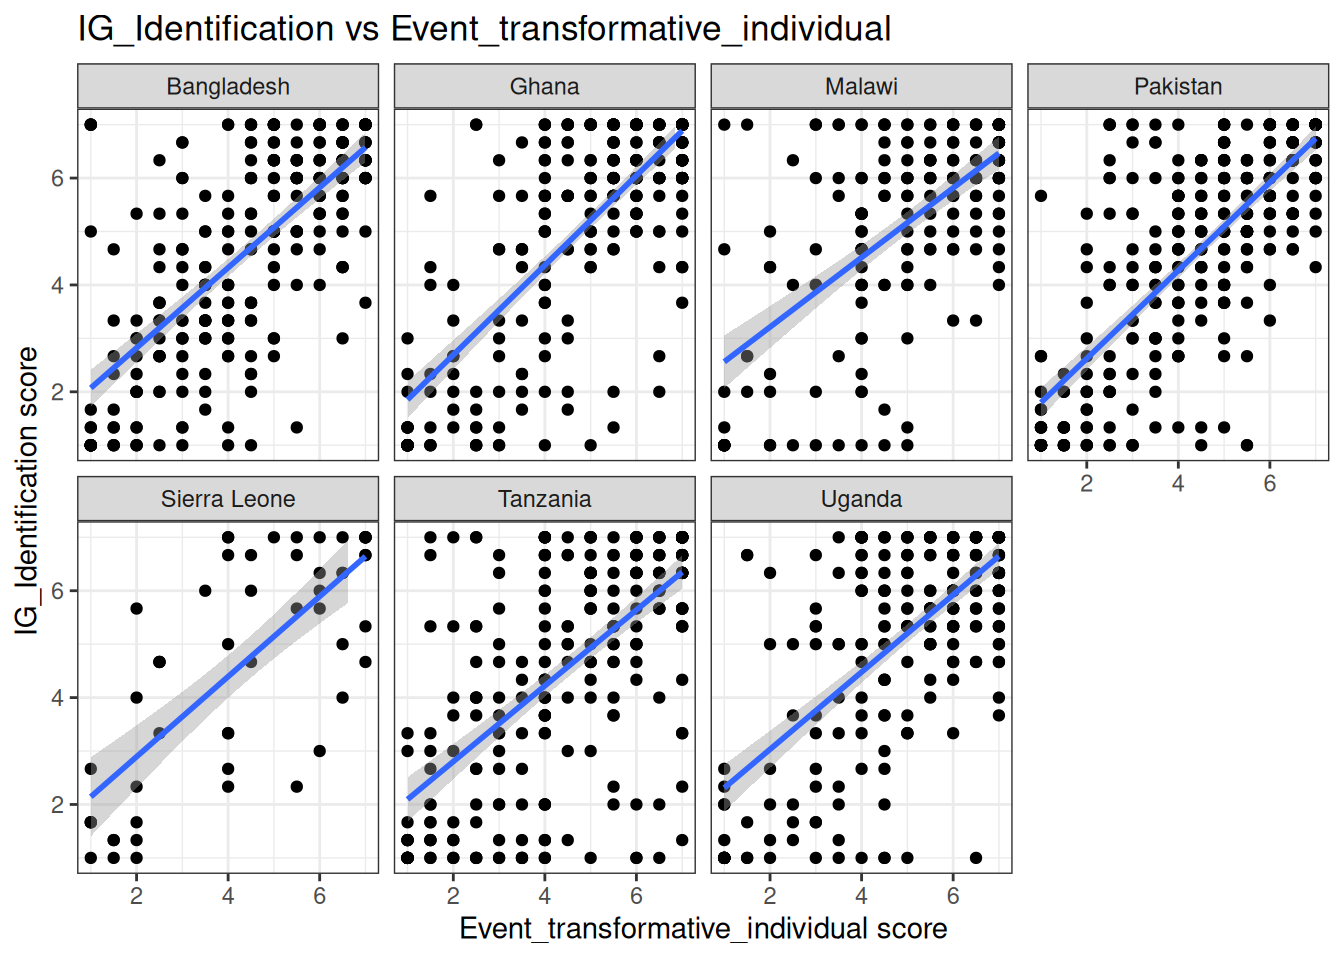 IG_Identification vs Event_transformative_individual
Bangladesh
Ghana
Malawi
Pakistan
6
4
2
2 4 6
Sierra Leone
Tanzania
Uganda
6
4
2
2 4 6
2 4 6
2 4 6
IG_Identification score
Event_transformative_individual score